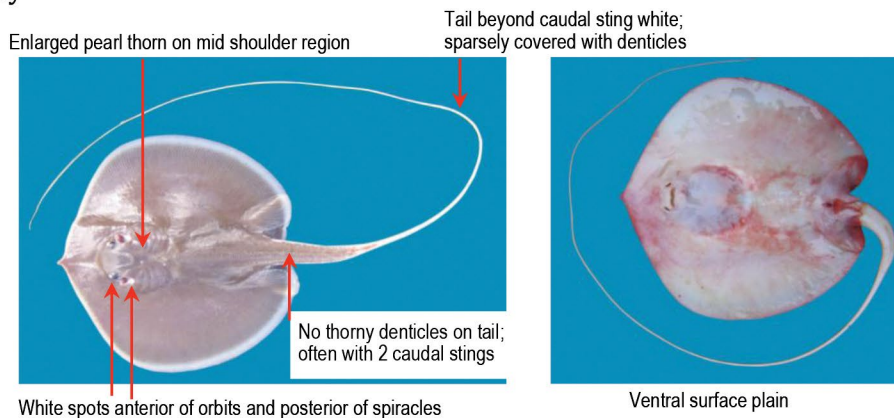 Enlarged pearl thorn on mid shoulder region
Tail beyond caudal sting white;
sparsely covered with denticles
No thorny denticles on tail;
often with 2 caudal stings
White spots anterior of orbits and posterior of spiracles
Ventral surface plain